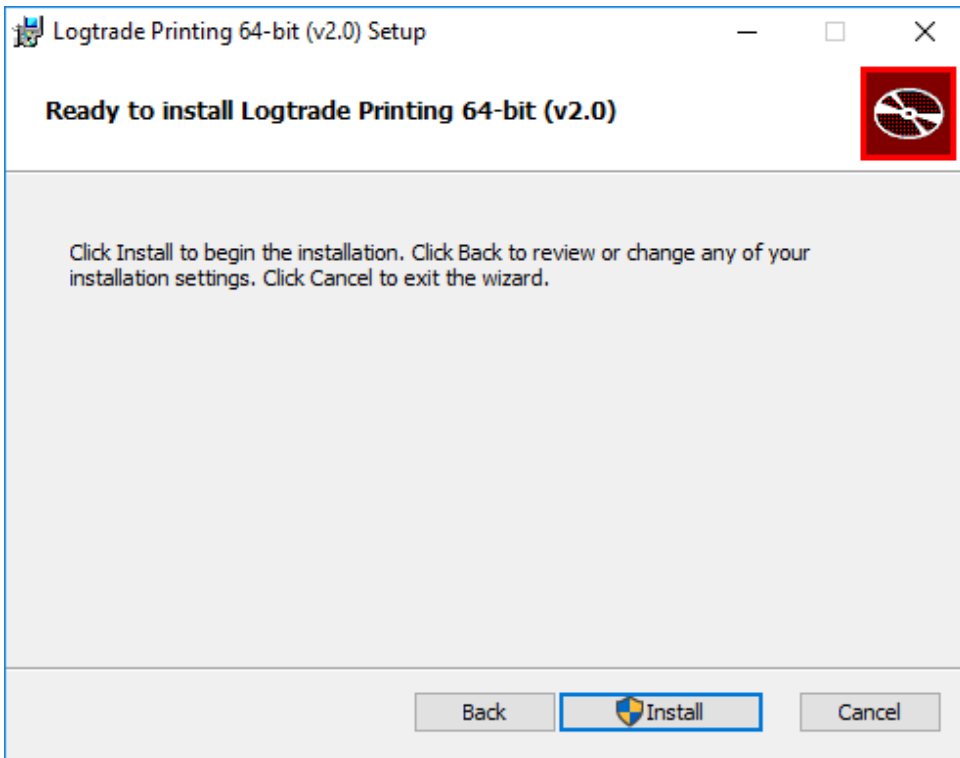 Logtrade Printing 64-bit (v2.0) Setup
Ready to install Logtrade Printing 64-bit (v2.0)
Click Install to begin the installation. Click Back to review or change any of your
installation settings. Click Cancel to exit the wizard.
Back Install Cancel